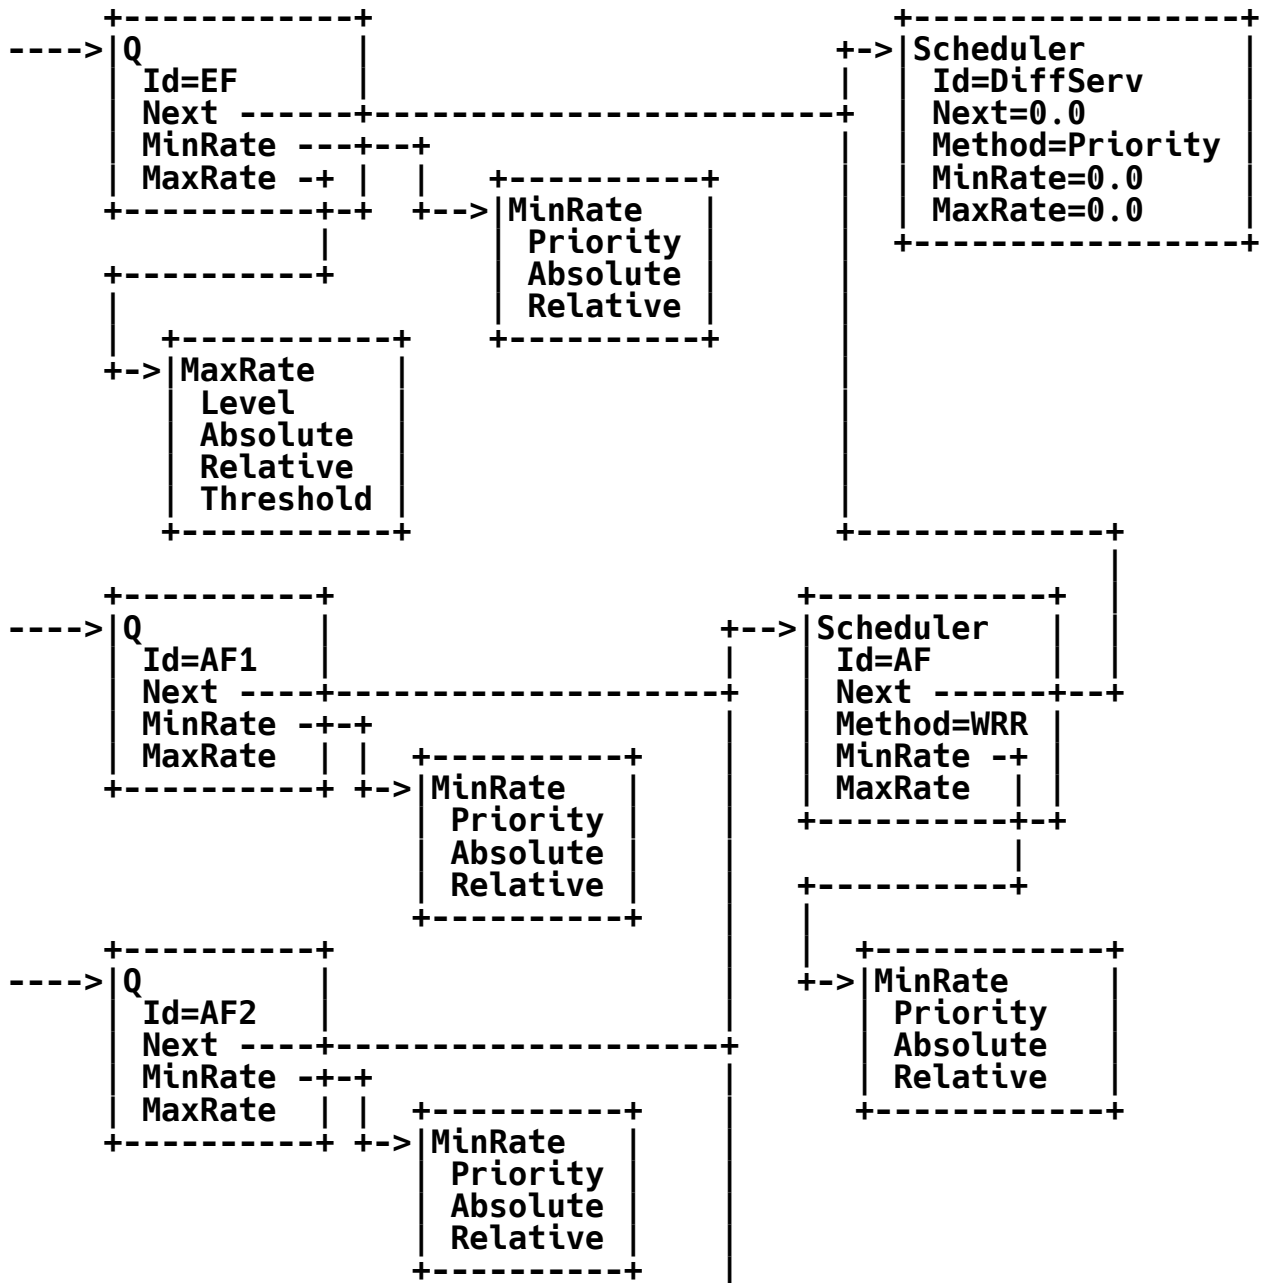 Q
Id=EF
Next
MinRate
MaxRate
Scheduler
Id=DiffServ
Next=0.0
Method=Priority
MinRate=0.0
MaxRate=0.0
MinRate
Priority
Absolute
Relative
MaxRate
Level
Absolute
Relative
Threshold
Q
Id=AF1
Next
MinRate
MaxRate
Scheduler
Id=AF
Next
Method=WRR
MinRate
MaxRate
MinRate
Priority
Absolute
Relative
Q
Id=AF2
Next
MinRate
MaxRate
MinRate
Priority
Absolute
Relative
MinRate
Priority
Absolute
Relative